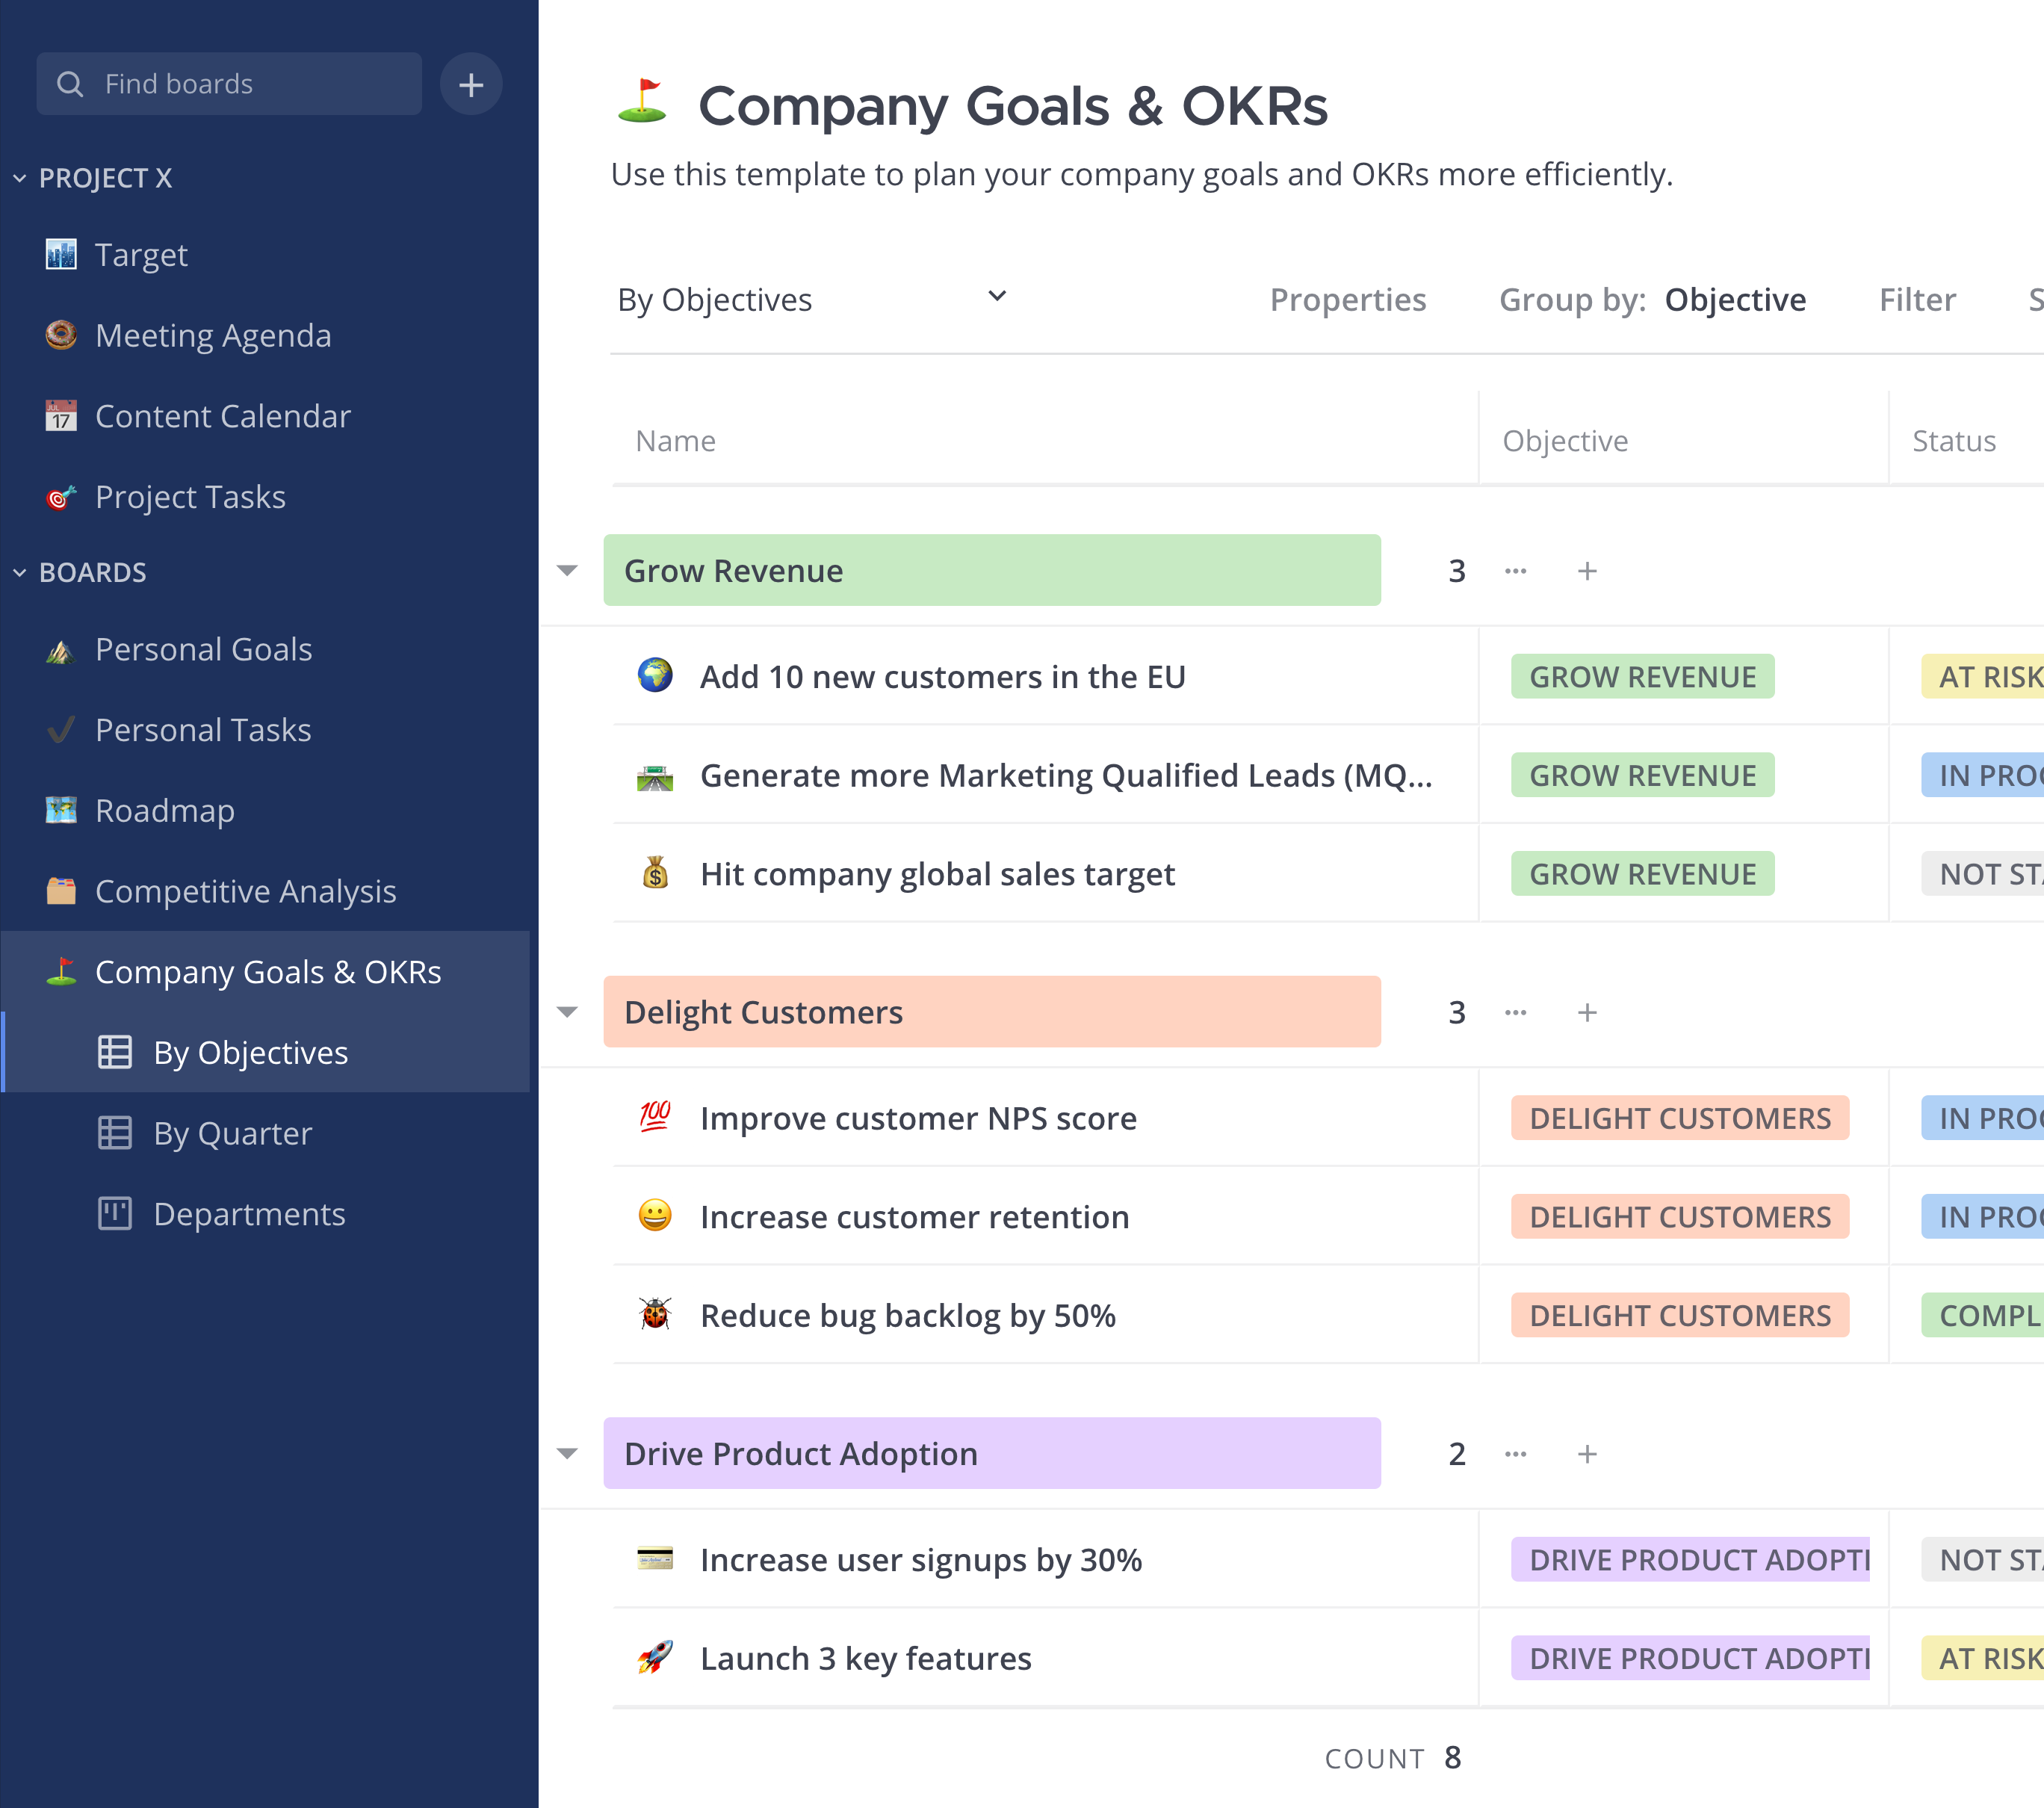 Find boards
PROJECT X
Target
Meeting Agenda
Content Calendar
Project Tasks
BOARDS
Personal Goals
Personal Tasks
Roadmap
Competitive Analysis
Company Goals & OKRs
By Objectives
By Quarter
Departments
Company Goals & OKRs
Use this template to plan your company goals and OKRs more efficiently.
By Objectives Properties Group by: Objective Filter S
Name Objective Status
Grow Revenue 3
Add 10 new customers in the EU GROW REVENUE AT RISK
Generate more Marketing Qualified Leads (MQ... GROW REVENUE IN PROG
Hit company global sales target GROW REVENUE NOT STA
Delight Customers 3
Improve customer NPS score DELIGHT CUSTOMERS IN PROG
Increase customer retention DELIGHT CUSTOMERS IN PROG
Reduce bug backlog by 50% DELIGHT CUSTOMERS COMPL
Drive Product Adoption 2
Increase user signups by 30% DRIVE PRODUCT ADOPTI NOT STA
Launch 3 key features DRIVE PRODUCT ADOPTI AT RISK
COUNT 8